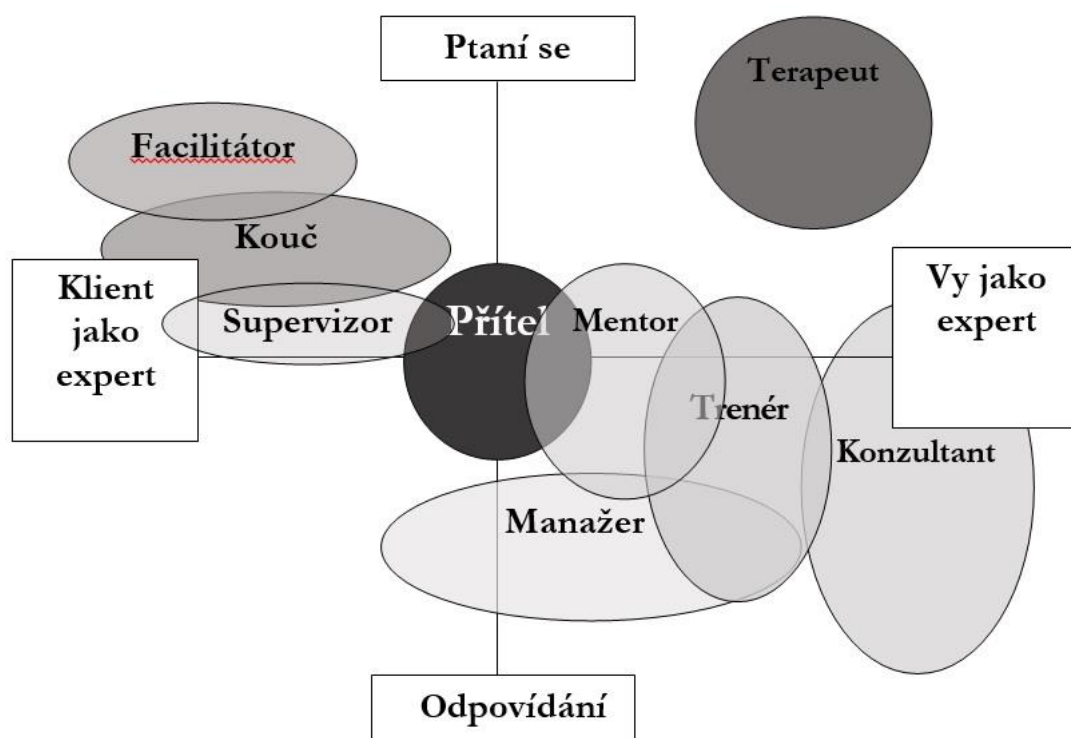 Ptaní se
Terapeut
Facilitátor
Kouč
Klient
jako
expert
Vy jako
expert
Supervizor
Přítel
Mentor
Trenér
Konzultant
Manažer
Odpovídání